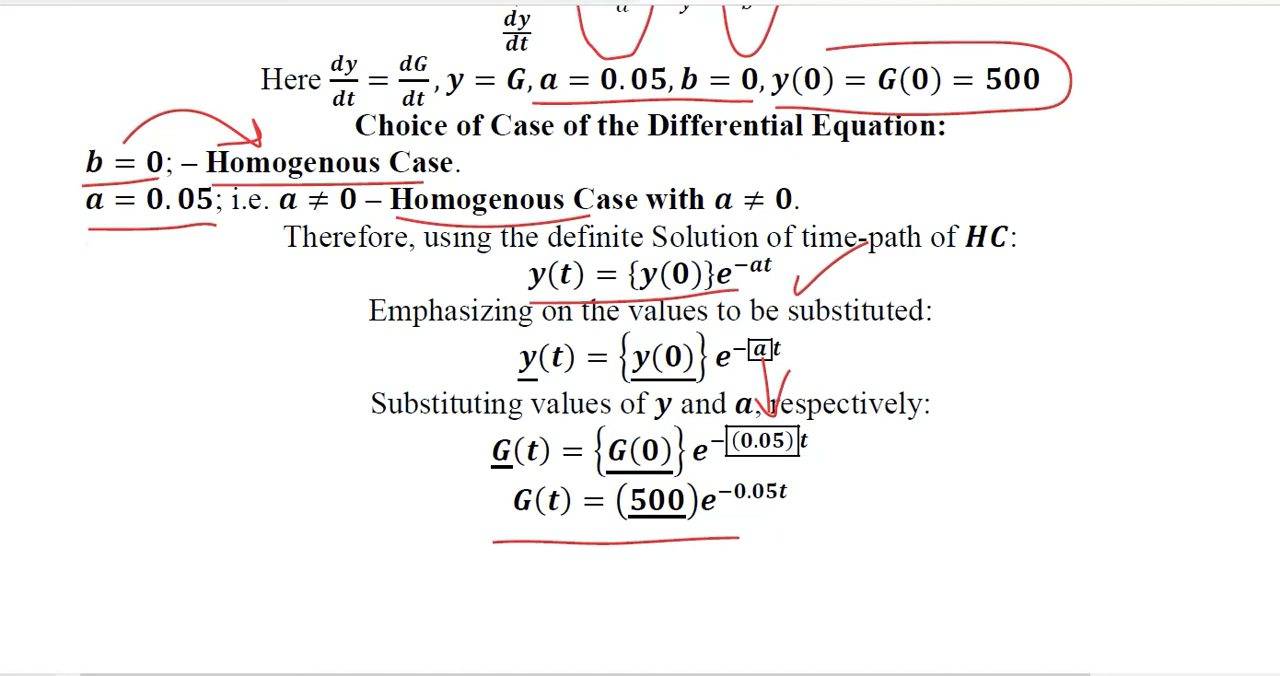 dy/dt
Here dy/dt = dG/dt, y = G, a = 0.05, b = 0, y(0) = G(0) = 500
Choice of Case of the Differential Equation:
b = 0; – Homogenous Case.
a = 0.05; i.e. a ≠ 0 – Homogenous Case with a ≠ 0.
Therefore, using the definite Solution of time-path of HC:
y(t) = {y(0)}e^{−at}
Emphasizing on the values to be substituted:
y(t) = {y(0)} e^{−at}
Substituting values of y and a, respectively:
G(t) = {G(0)} e^{−(0.05)t}
G(t) = (500)e^{−0.05t}